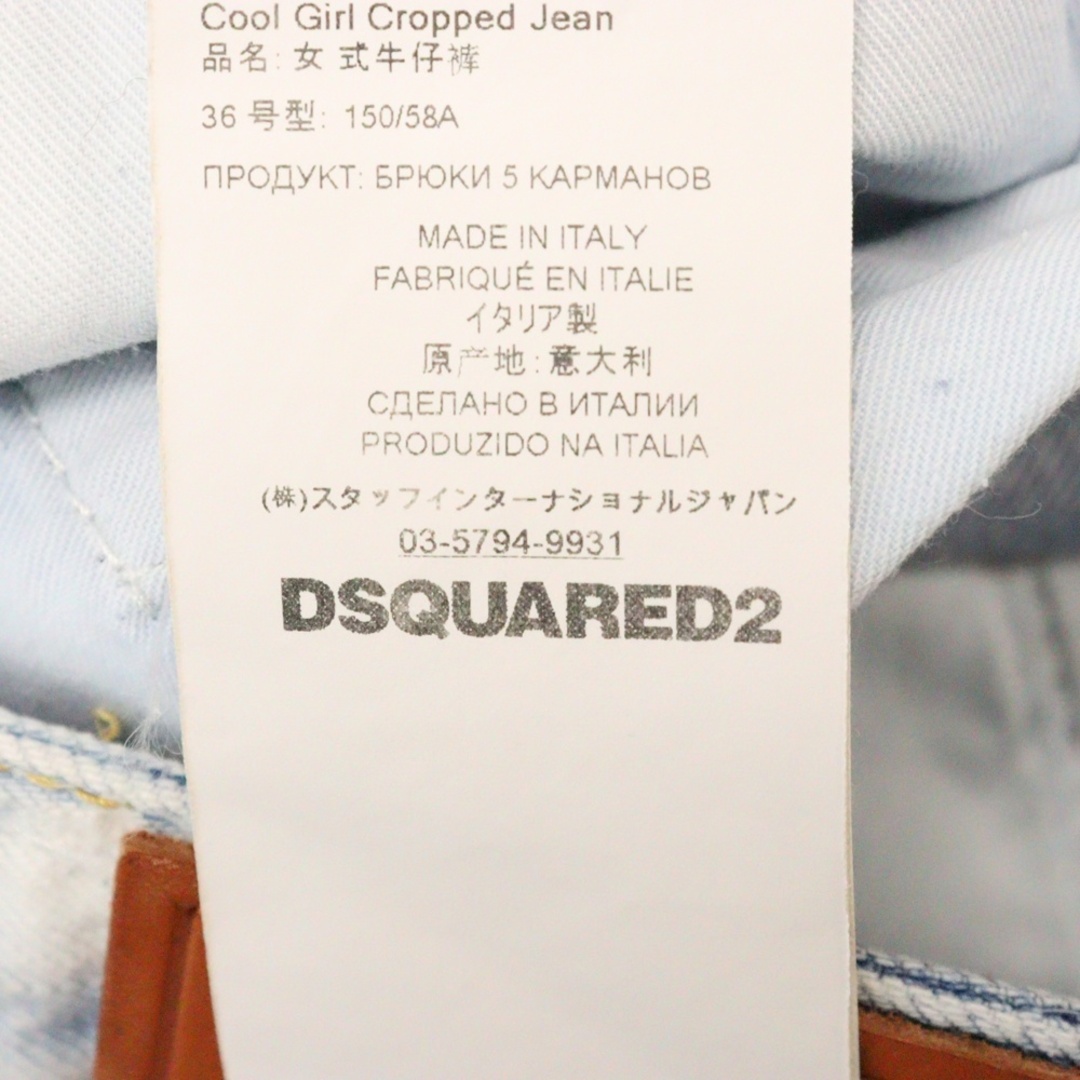 Cool Girl Cropped Jean
品名: 女 式牛仔裤
36 号型: 150/58A
ПРОДУКТ: БРЮКИ 5 КАРМАНОВ
MADE IN ITALY
FABRIQUÉ EN ITALIE
イタリア製
原产地: 意大利
СДЕЛАНО В ИТАЛИИ
PRODUZIDO NA ITALIA
(株)スタッフインターナショナルジャパン
03-5794-9931
DSQUARED2